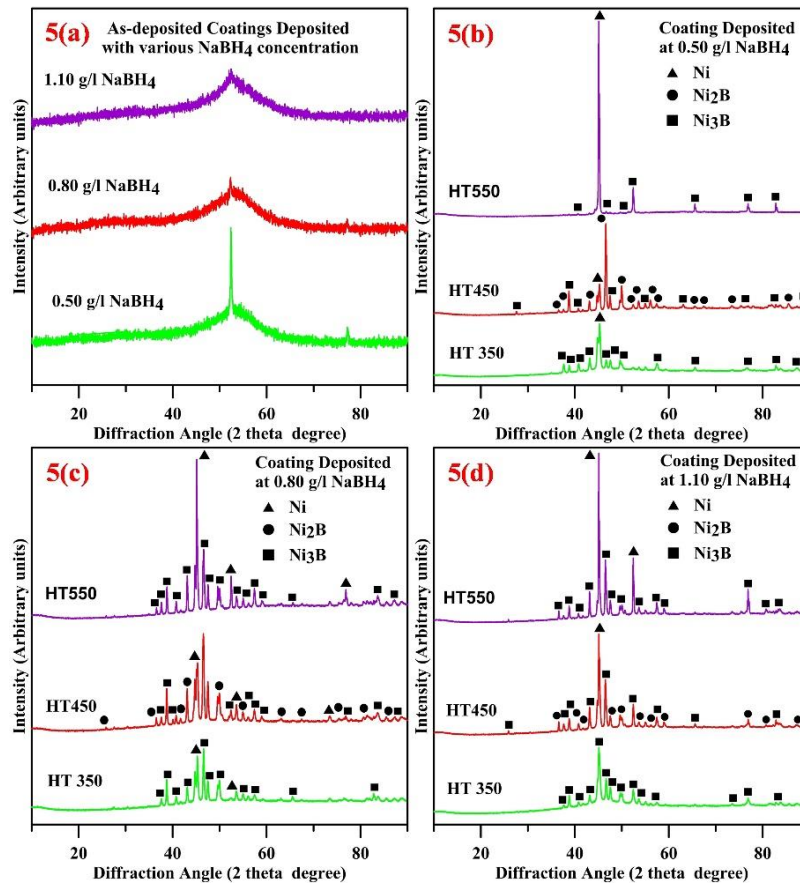 5(a)
As-deposited Coatings Deposited
with various NaBH4 concentration
1.10 g/l NaBH4
0.80 g/l NaBH4
0.50 g/l NaBH4
Intensity (Arbitrary units)
20 40 60 80
Diffraction Angle (2 theta degree)
5(b)
Coating Deposited
at 0.50 g/l NaBH4
Ni
Ni2B
Ni3B
HT550
HT450
HT 350
Intensity (Arbitrary units)
20 40 60 80
Diffraction Angle (2 theta degree)
5(c)
Coating Deposited
at 0.80 g/l NaBH4
Ni
Ni2B
Ni3B
HT550
HT450
HT 350
Intensity (Arbitrary units)
20 40 60 80
Diffraction Angle (2 theta degree)
5(d)
Coating Deposited
at 1.10 g/l NaBH4
Ni
Ni2B
Ni3B
HT550
HT450
HT 350
Intensity (Arbitrary units)
20 40 60 80
Diffraction Angle (2 theta degree)